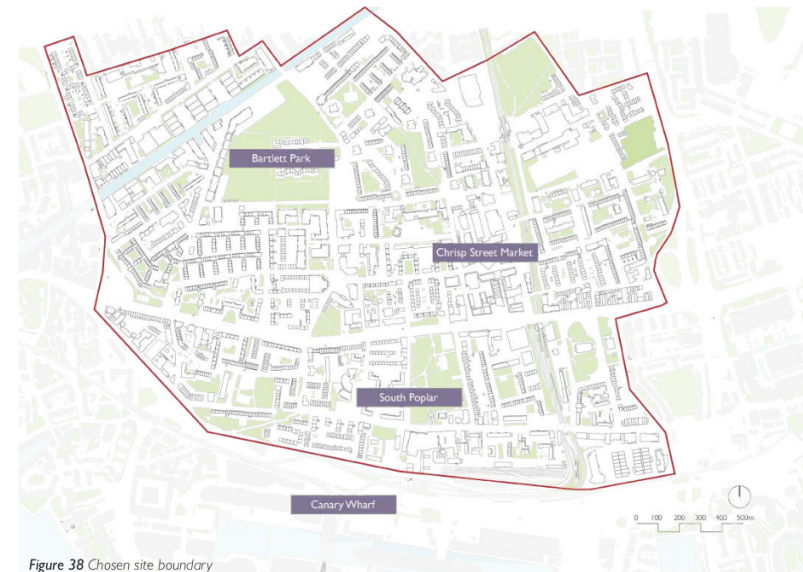 Bartlett Park
Chrisp Street Market
South Poplar
Canary Wharf
0 100 200 300 400 500m
Figure 38 Chosen site boundary